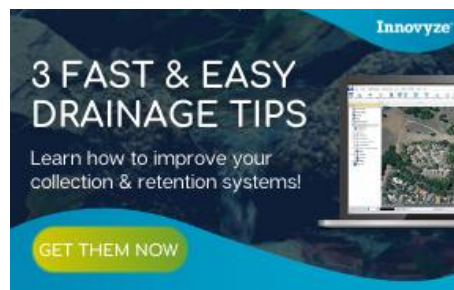 Innovyze
3 FAST & EASY
DRAINAGE TIPS
Learn how to improve your
collection & retention systems!
GET THEM NOW